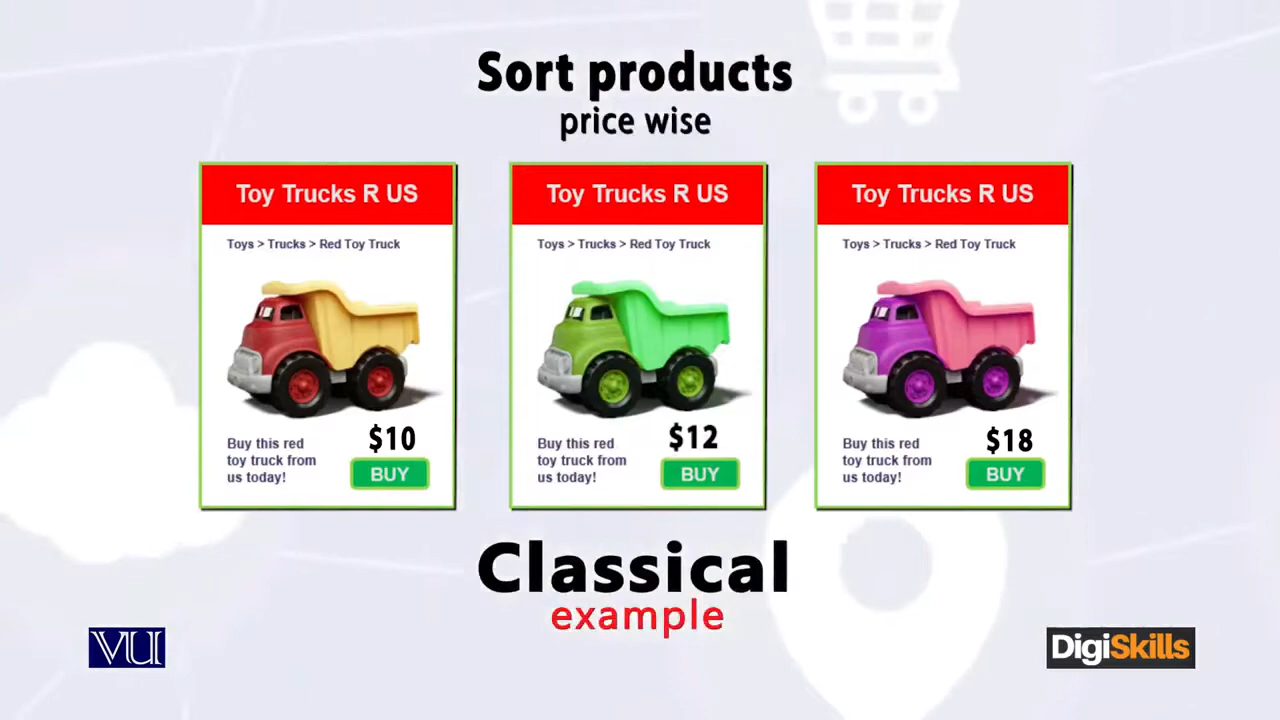 Sort products
price wise
Toy Trucks R US
Toys > Trucks > Red Toy Truck
Buy this red
toy truck from
us today!
$10
BUY
Toy Trucks R US
Toys > Trucks > Red Toy Truck
Buy this red
toy truck from
us today!
$12
BUY
Toy Trucks R US
Toys > Trucks > Red Toy Truck
Buy this red
toy truck from
us today!
$18
BUY
Classical
example
VU
DigiSkills